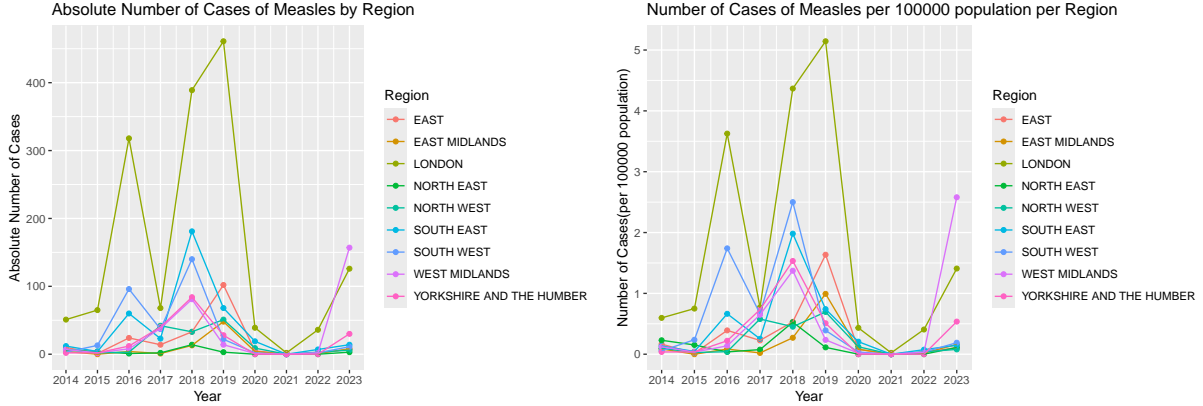 Absolute Number of Cases of Measles by Region
Absolute Number of Cases
400
300
200
100
0
2014 2015 2016 2017 2018 2019 2020 2021 2022 2023
Year
Region
EAST
EAST MIDLANDS
LONDON
NORTH EAST
NORTH WEST
SOUTH EAST
SOUTH WEST
WEST MIDLANDS
YORKSHIRE AND THE HUMBER
Number of Cases of Measles per 100000 population per Region
Number of Cases(per 100000 population)
5
4
3
2
1
0
2014 2015 2016 2017 2018 2019 2020 2021 2022 2023
Year
Region
EAST
EAST MIDLANDS
LONDON
NORTH EAST
NORTH WEST
SOUTH EAST
SOUTH WEST
WEST MIDLANDS
YORKSHIRE AND THE HUMBER